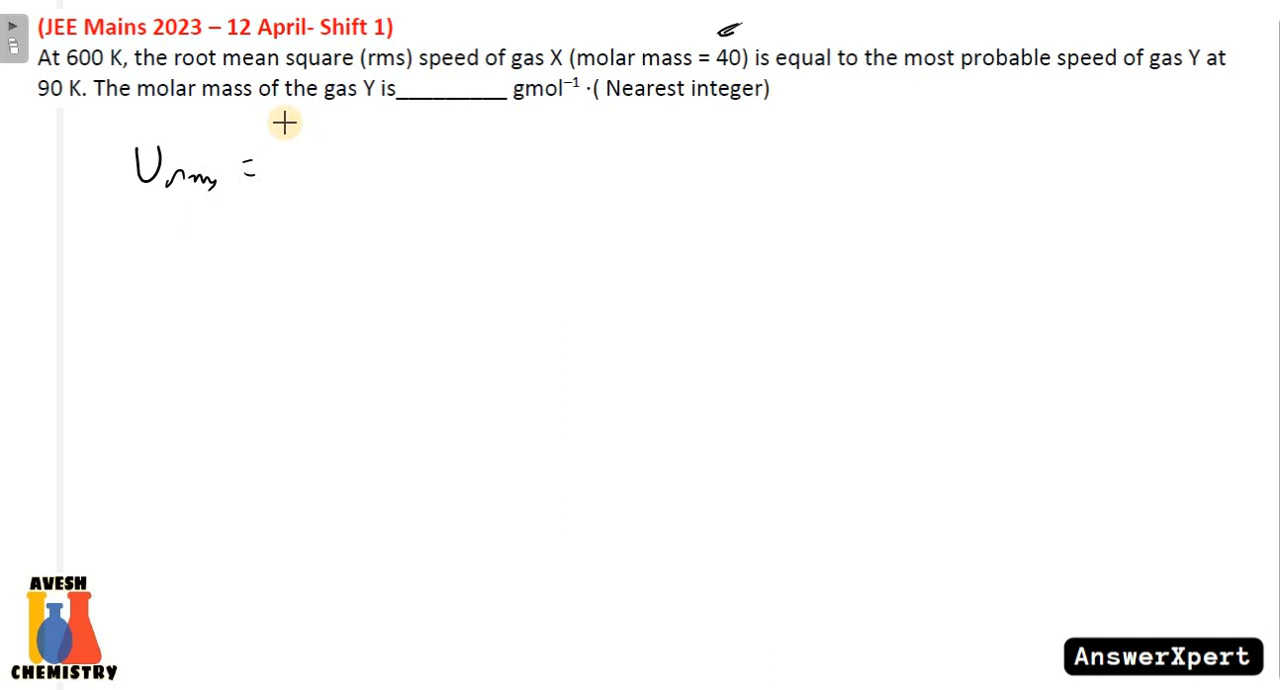 (JEE Mains 2023 – 12 April- Shift 1)
At 600 K, the root mean square (rms) speed of gas X (molar mass = 40) is equal to the most probable speed of gas Y at
90 K. The molar mass of the gas Y is_________ gmol⁻¹ ·( Nearest integer)
Urms =
AVESH
CHEMISTRY
AnswerXpert